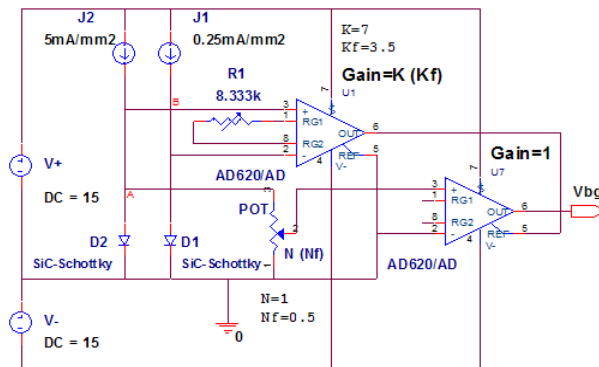 J2
5mA/mm2
J1
0.25mA/mm2
K=7
Kf=3.5
Gain=K (Kf)
U1
R1
8.333k
B
3
1
8
2
+
RG1
RG2
-
7
S
OUT
6
REF
5
V-
4
AD620/AD
Gain=1
U7
7
S
3
1
8
2
+
RG1
RG2
-
OUT
6
REF
5
V-
4
AD620/AD
Vbg
V+
DC = 15
A
POT
3
2
1
N (Nf)
D2
SiC-Schottky
D1
SiC-Schottky
N=1
Nf=0.5
0
V-
DC = 15